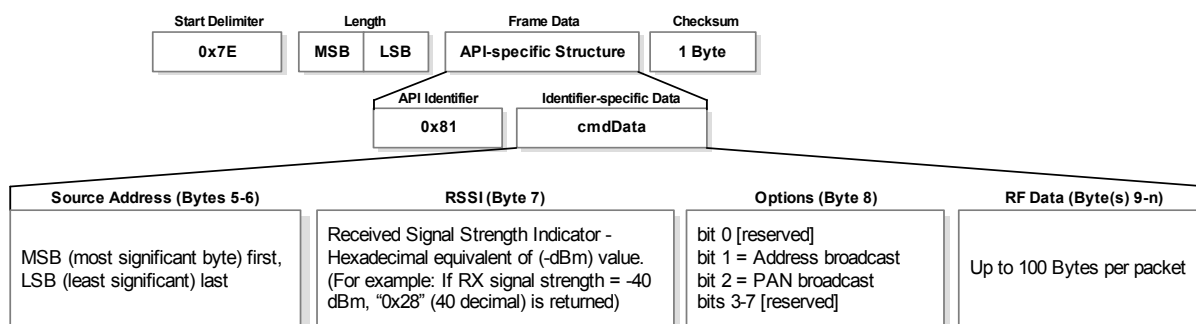 Start Delimiter
Length
Frame Data
Checksum
0x7E
MSB
LSB
API-specific Structure
1 Byte
API Identifier
Identifier-specific Data
0x81
cmdData
Source Address (Bytes 5-6)
MSB (most significant byte) first,
LSB (least significant) last
RSSI (Byte 7)
Received Signal Strength Indicator -
Hexadecimal equivalent of (-dBm) value.
(For example: If RX signal strength = -40
dBm, “0x28” (40 decimal) is returned)
Options (Byte 8)
bit 0 [reserved]
bit 1 = Address broadcast
bit 2 = PAN broadcast
bits 3-7 [reserved]
RF Data (Byte(s) 9-n)
Up to 100 Bytes per packet